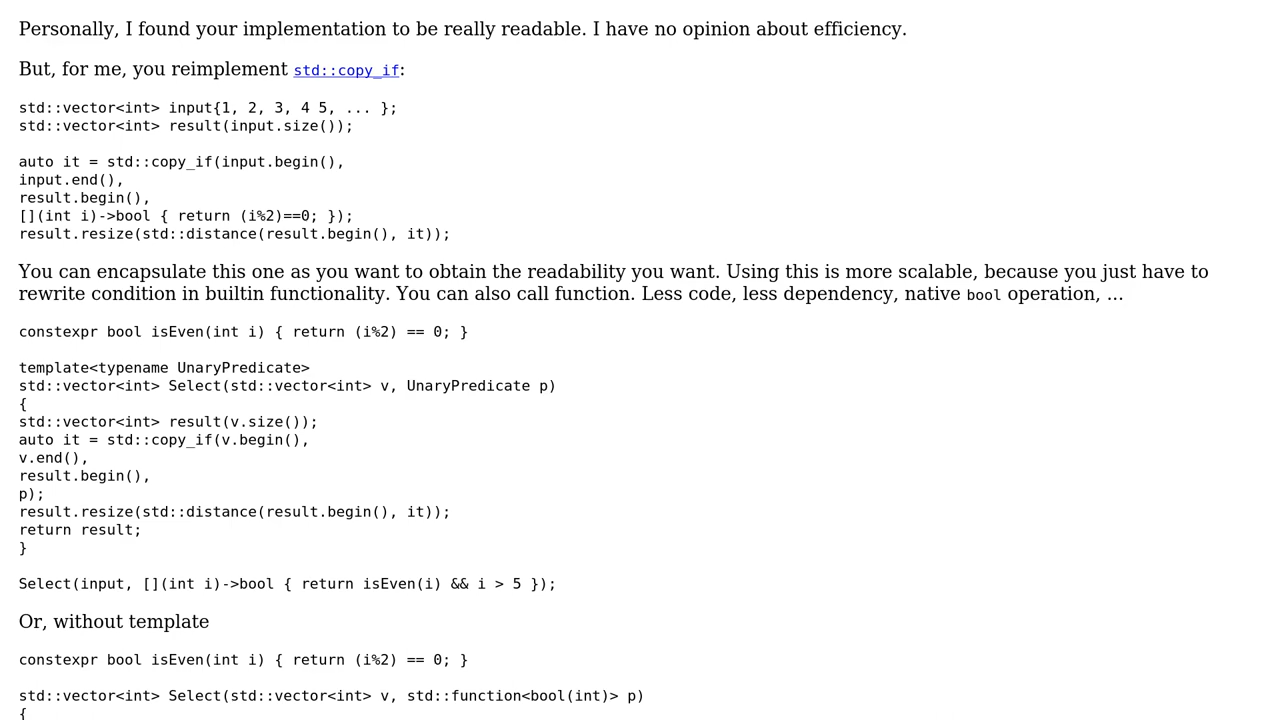 Personally, I found your implementation to be really readable. I have no opinion about efficiency.
But, for me, you reimplement std::copy_if:
std::vector<int> input{1, 2, 3, 4 5, ... };
std::vector<int> result(input.size());
auto it = std::copy_if(input.begin(),
input.end(),
result.begin(),
[](int i)->bool { return (i%2)==0; });
result.resize(std::distance(result.begin(), it));
You can encapsulate this one as you want to obtain the readability you want. Using this is more scalable, because you just have to
rewrite condition in builtin functionality. You can also call function. Less code, less dependency, native bool operation, ...
constexpr bool isEven(int i) { return (i%2) == 0; }
template<typename UnaryPredicate>
std::vector<int> Select(std::vector<int> v, UnaryPredicate p)
{
std::vector<int> result(v.size());
auto it = std::copy_if(v.begin(),
v.end(),
result.begin(),
p);
result.resize(std::distance(result.begin(), it));
return result;
}
Select(input, [](int i)->bool { return isEven(i) && i > 5 });
Or, without template
constexpr bool isEven(int i) { return (i%2) == 0; }
std::vector<int> Select(std::vector<int> v, std::function<bool(int)> p)
{